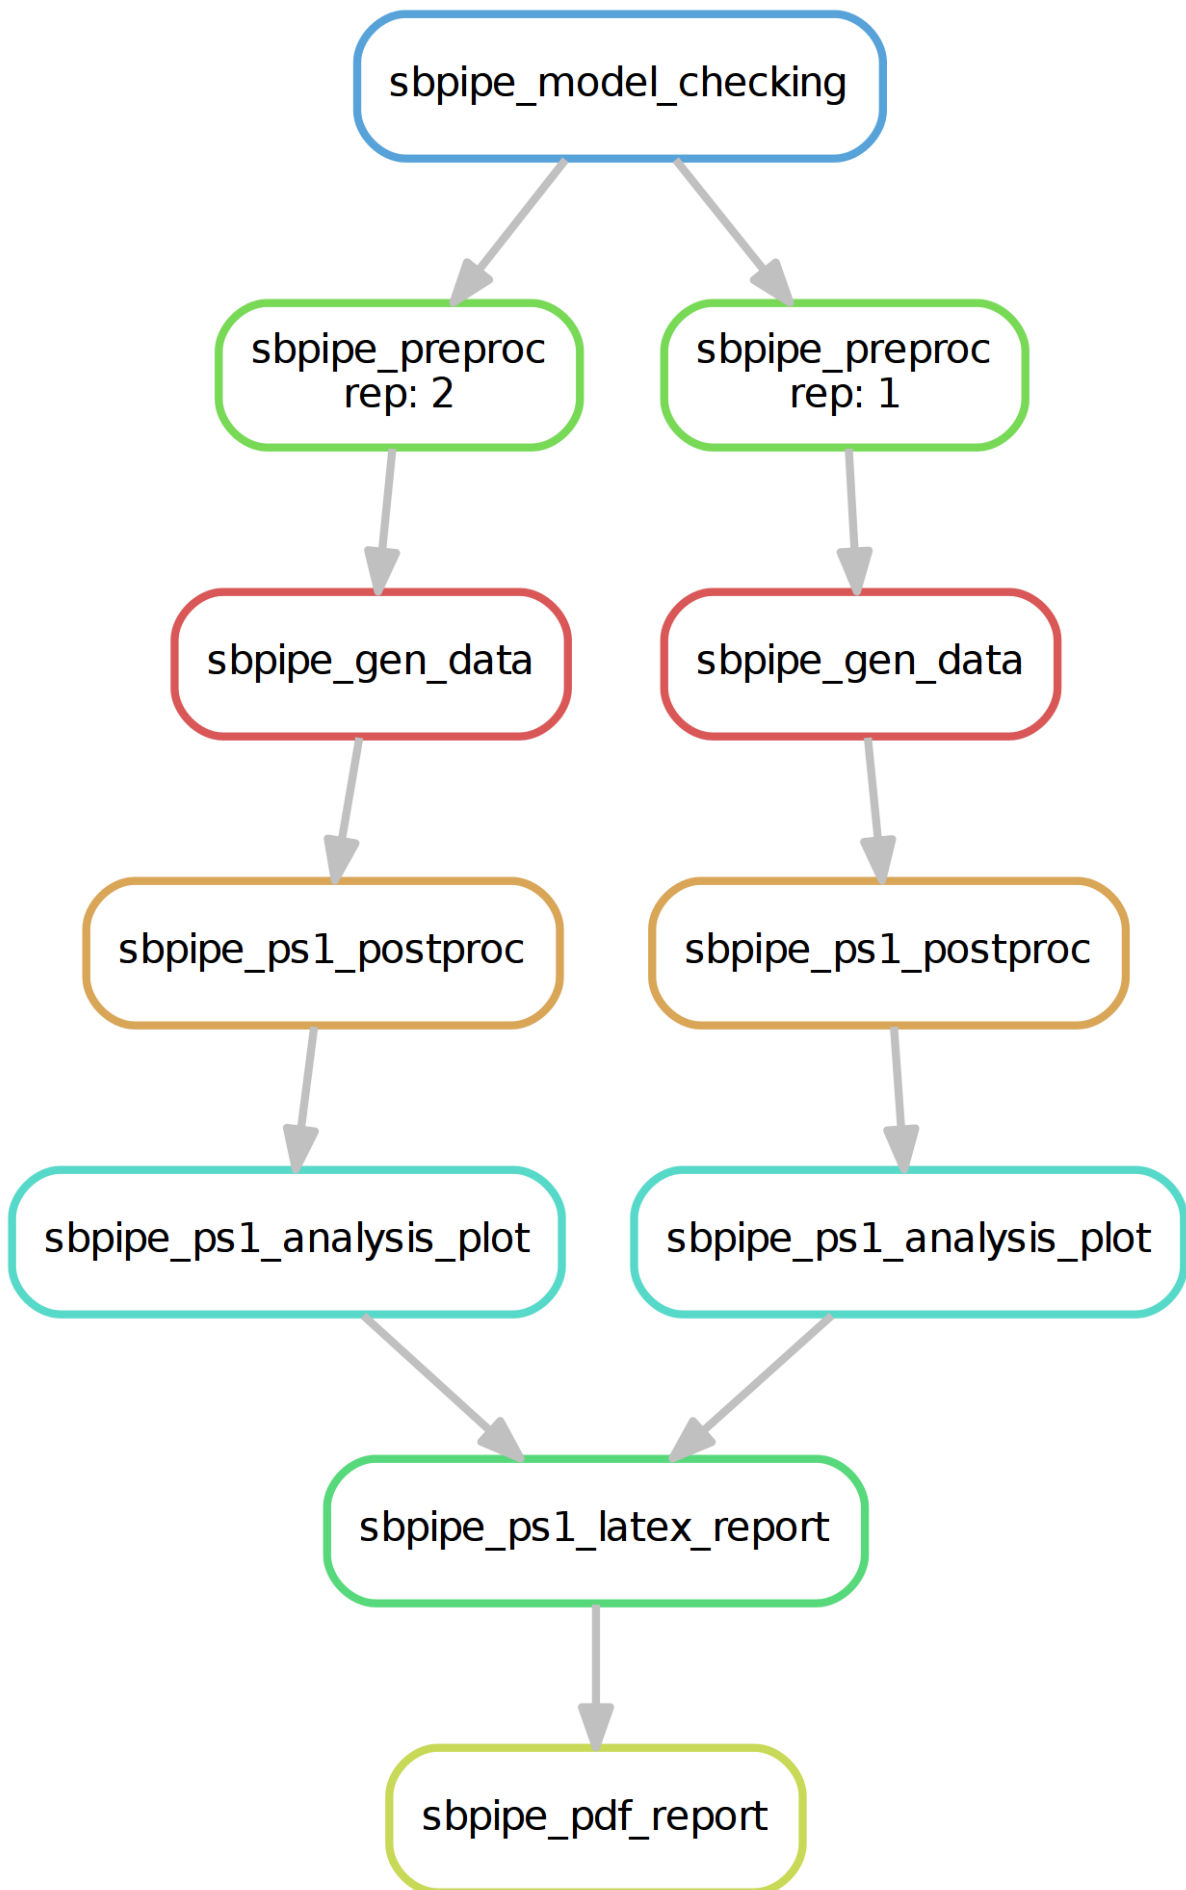 sbpipe_model_checking
sbpipe_preproc
rep: 2
sbpipe_preproc
rep: 1
sbpipe_gen_data
sbpipe_gen_data
sbpipe_ps1_postproc
sbpipe_ps1_postproc
sbpipe_ps1_analysis_plot
sbpipe_ps1_analysis_plot
sbpipe_ps1_latex_report
sbpipe_pdf_report